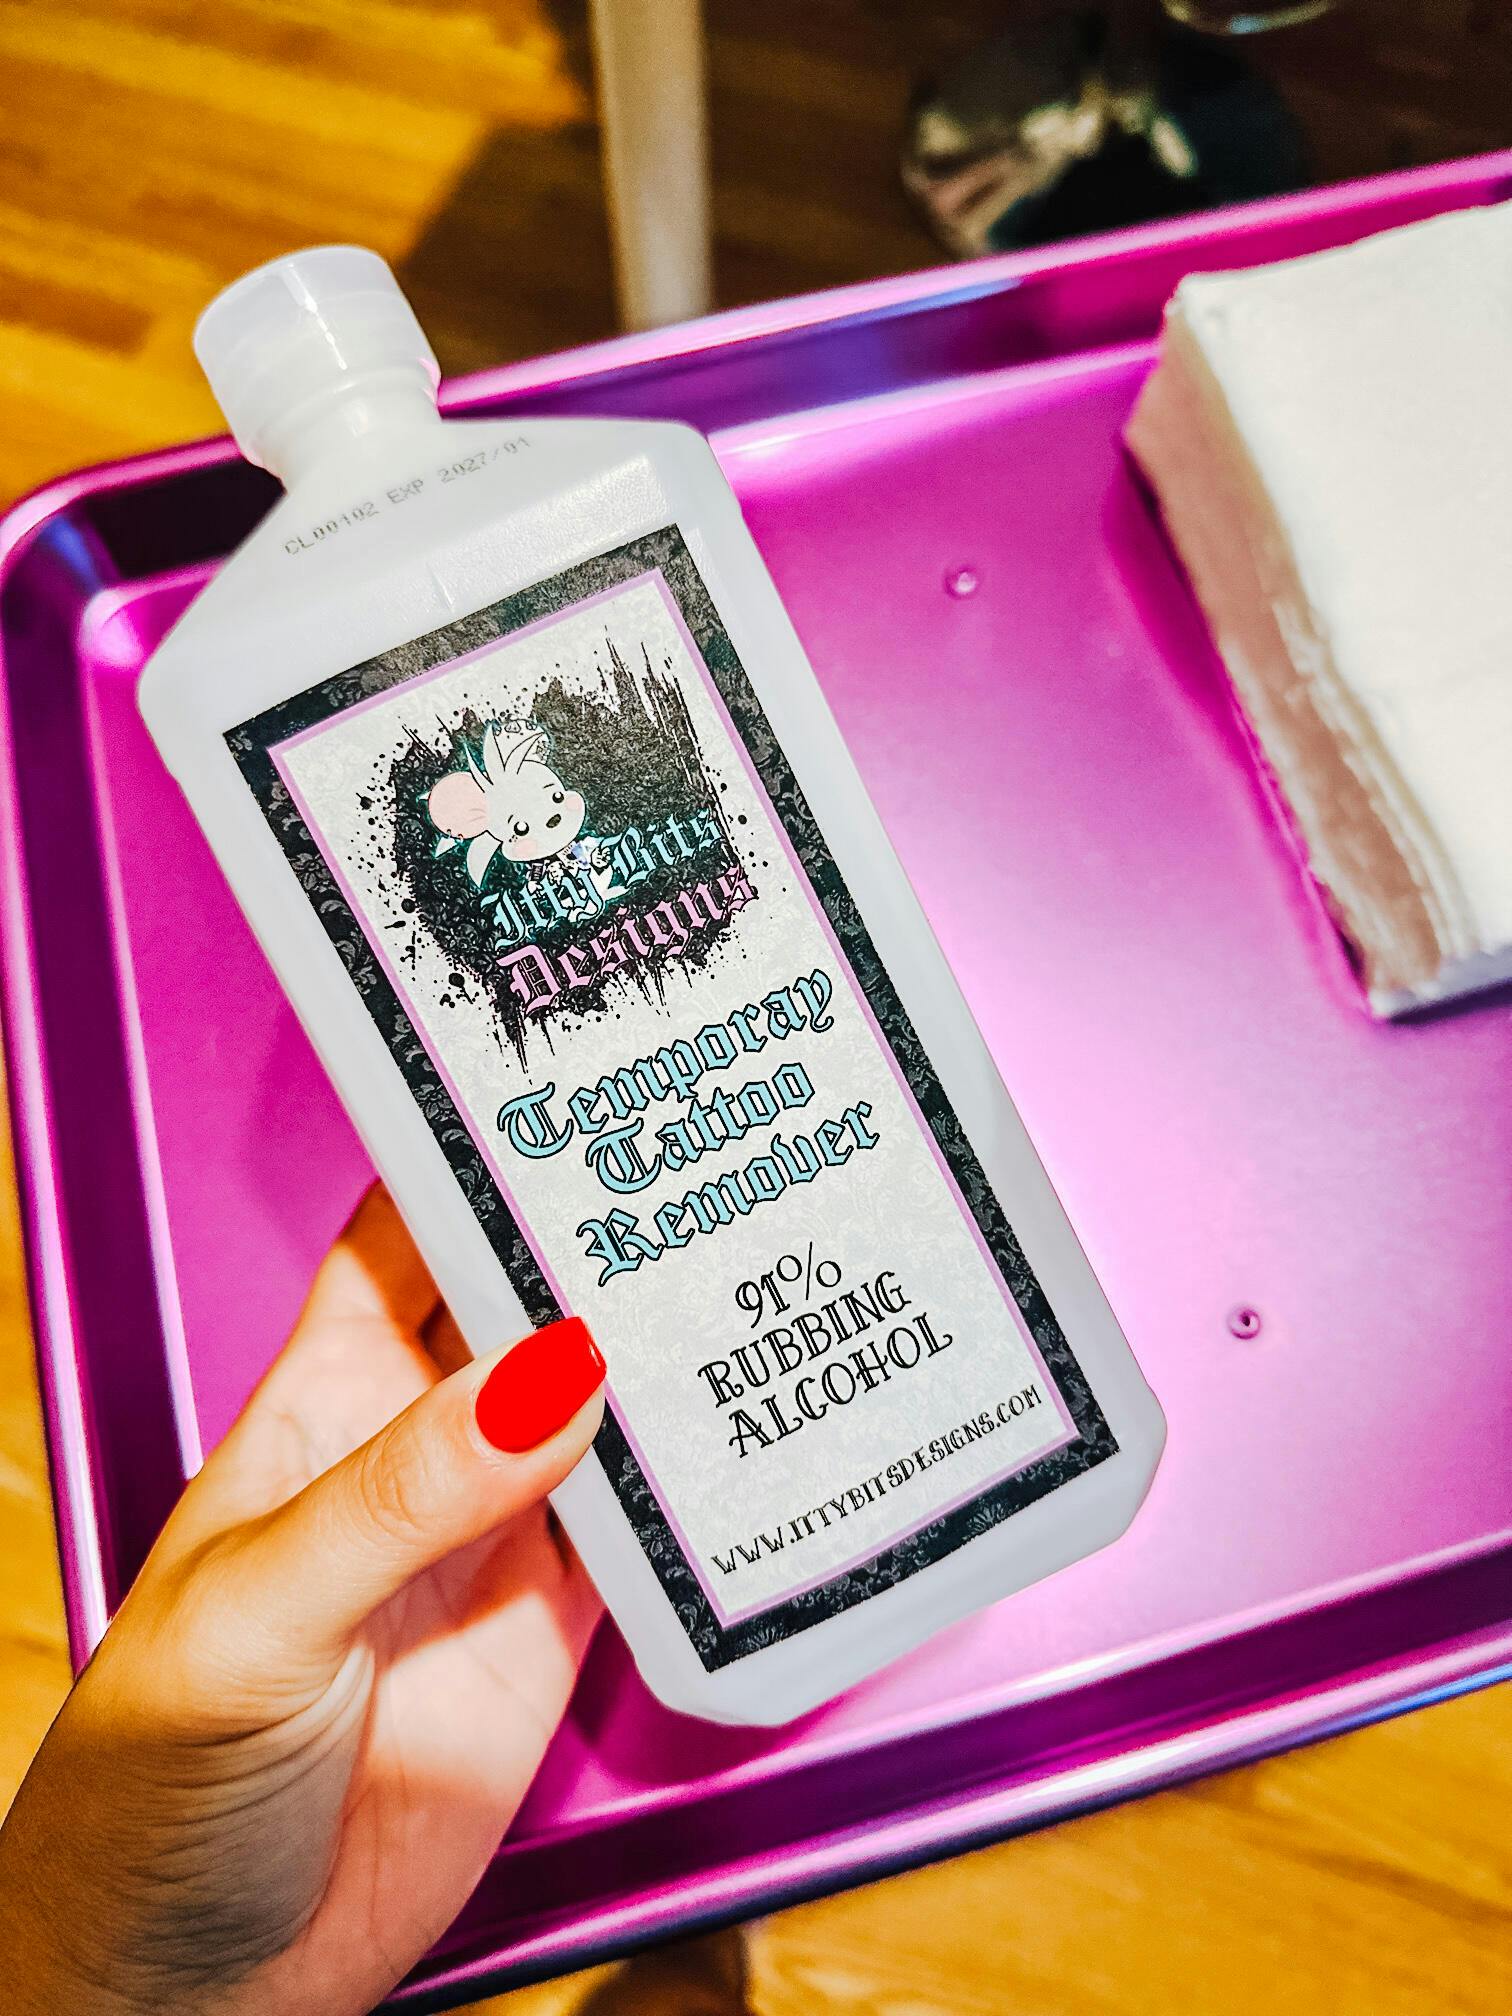 CL00102 EXP 2027/01
Itty Bits
Designs
Temporay
Tattoo
Remover
91%
RUBBING
ALCOHOL
WWW.ITTYBITSDESIGNS.COM